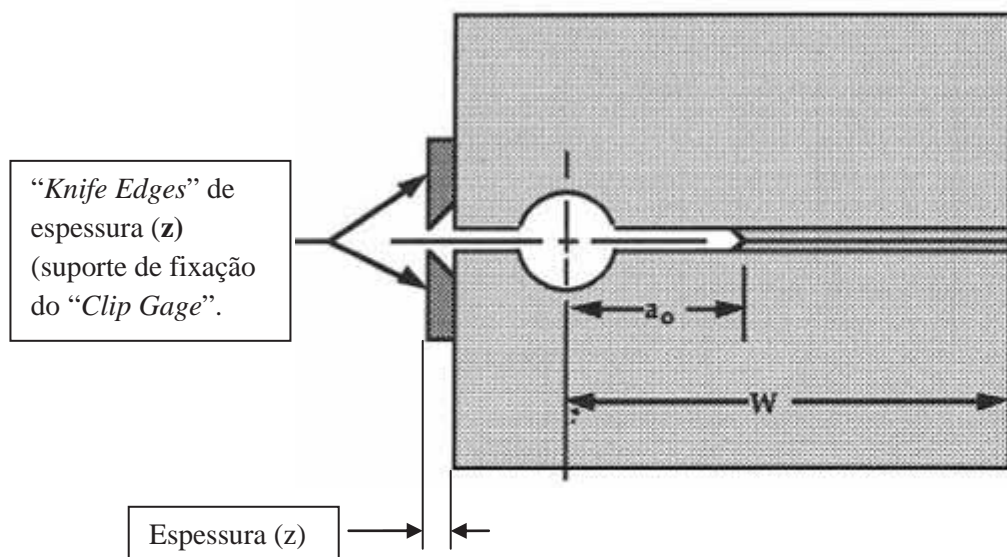 “Knife Edges” de
espessura (z)
(suporte de fixação
do “Clip Gage”.
a₀
W
Espessura (z)